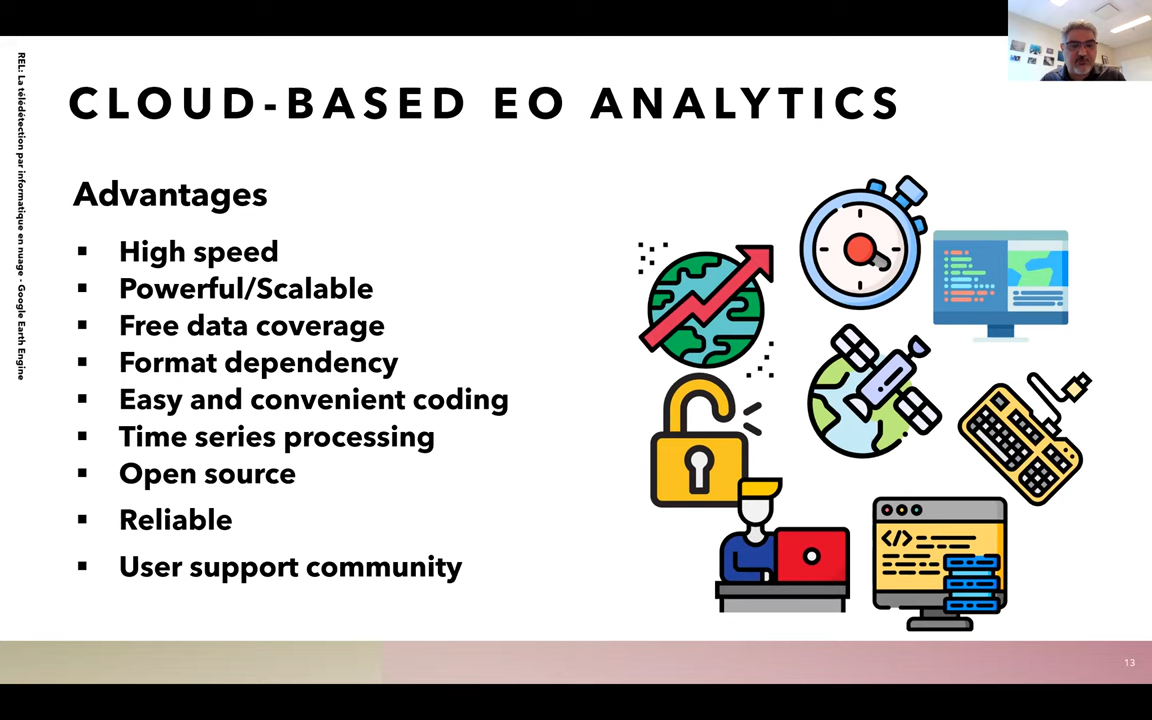 REL: La télédétection par informatique en nuage - Google Earth Engine
CLOUD-BASED EO ANALYTICS
Advantages
▪ High speed
▪ Powerful/Scalable
▪ Free data coverage
▪ Format dependency
▪ Easy and convenient coding
▪ Time series processing
▪ Open source
▪ Reliable
▪ User support community
</>
13